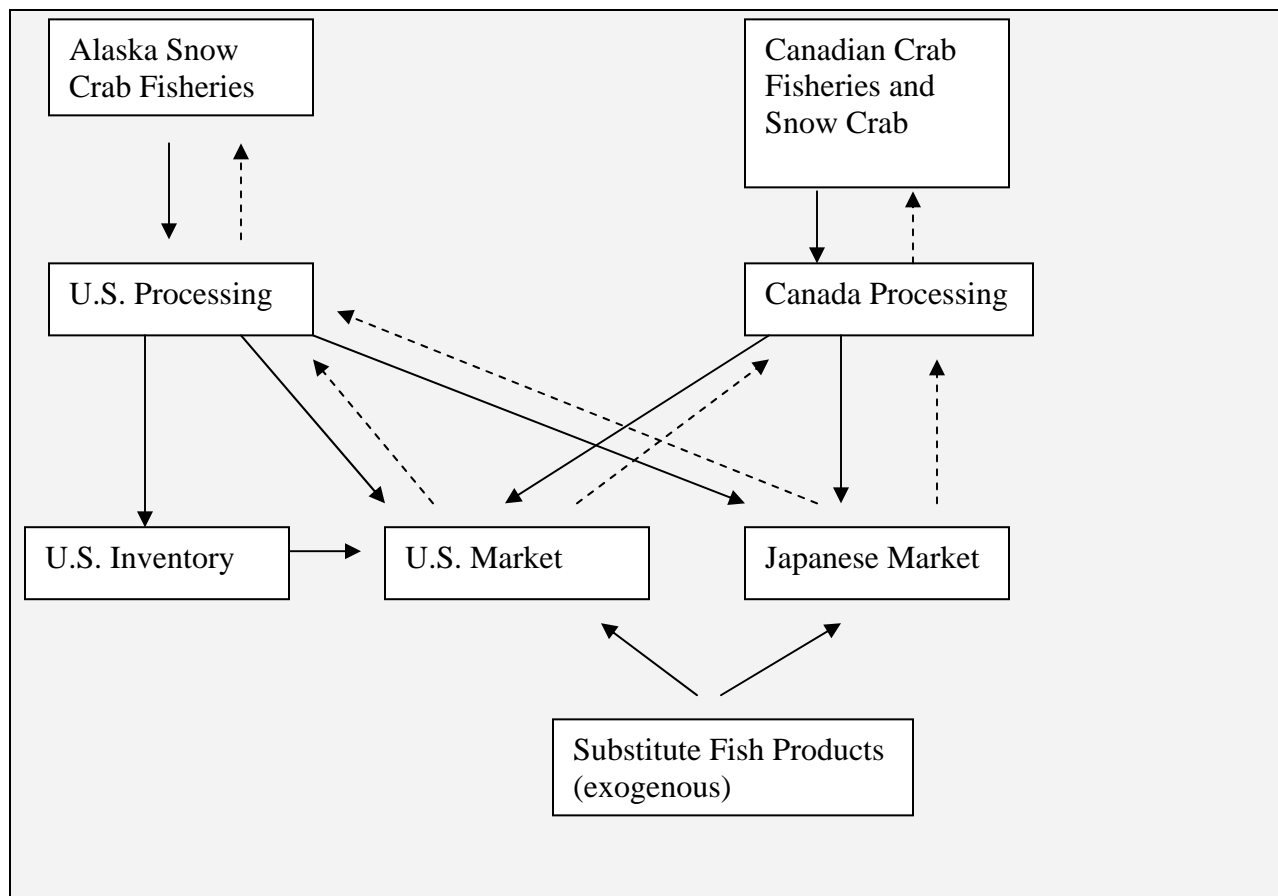 Alaska Snow
Crab Fisheries
Canadian Crab
Fisheries and
Snow Crab
U.S. Processing
Canada Processing
U.S. Inventory
U.S. Market
Japanese Market
Substitute Fish Products
(exogenous)